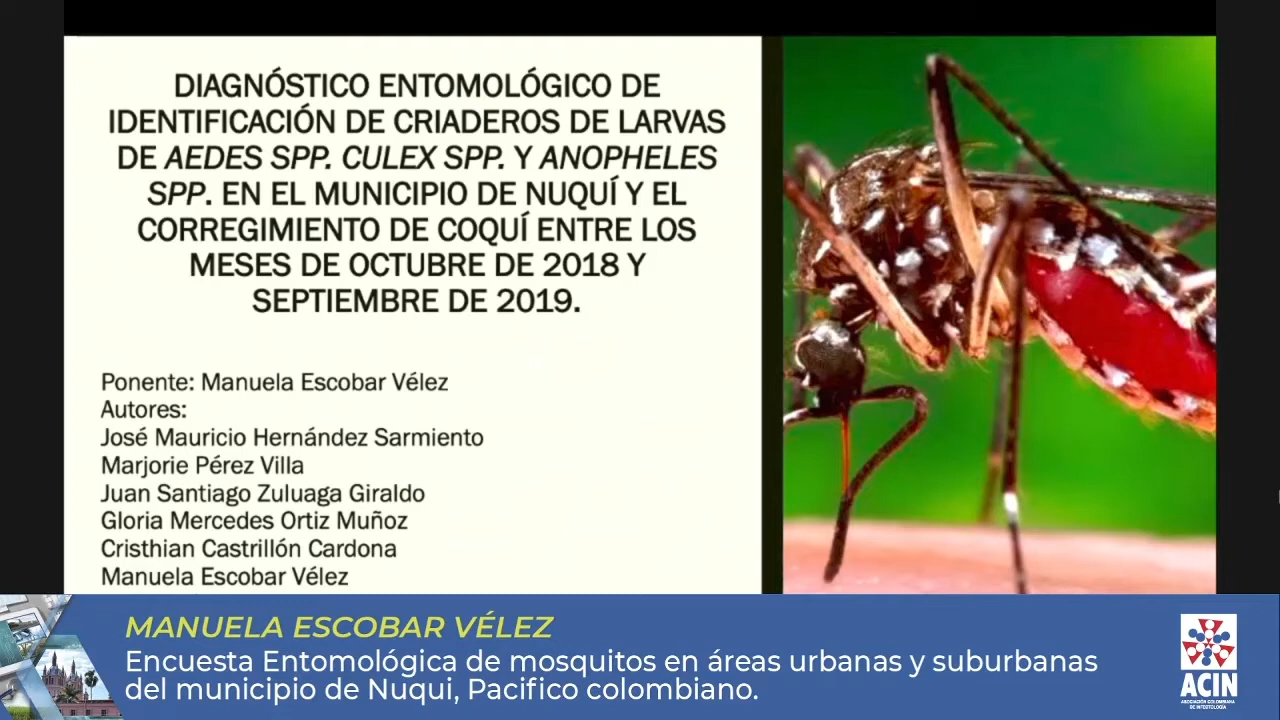 DIAGNÓSTICO ENTOMOLÓGICO DE
IDENTIFICACIÓN DE CRIADEROS DE LARVAS
DE AEDES SPP. CULEX SPP. Y ANOPHELES
SPP. EN EL MUNICIPIO DE NUQUÍ Y EL
CORREGIMIENTO DE COQUÍ ENTRE LOS
MESES DE OCTUBRE DE 2018 Y
SEPTIEMBRE DE 2019.
Ponente: Manuela Escobar Vélez
Autores:
José Mauricio Hernández Sarmiento
Marjorie Pérez Villa
Juan Santiago Zuluaga Giraldo
Gloria Mercedes Ortiz Muñoz
Cristhian Castrillón Cardona
Manuela Escobar Vélez
MANUELA ESCOBAR VÉLEZ
Encuesta Entomológica de mosquitos en áreas urbanas y suburbanas
del municipio de Nuqui, Pacifico colombiano.
ACIN
ASOCIACIÓN COLOMBIANA
DE INFECTOLOGÍA